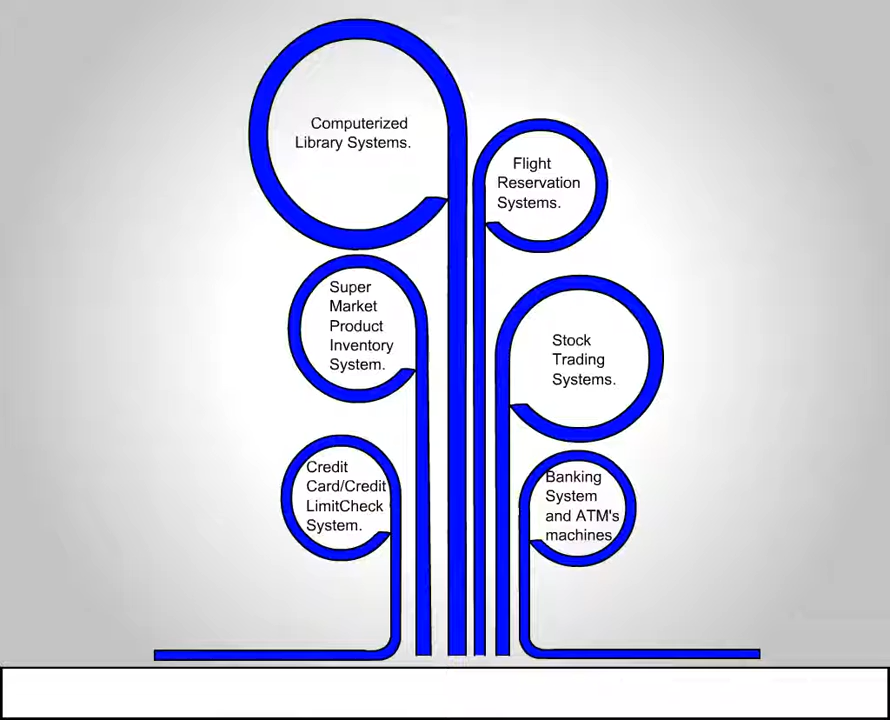 Computerized
Library Systems.
Flight
Reservation
Systems.
Super
Market
Product
Inventory
System.
Stock
Trading
Systems.
Credit
Card/Credit
LimitCheck
System.
Banking
System
and ATM's
machines